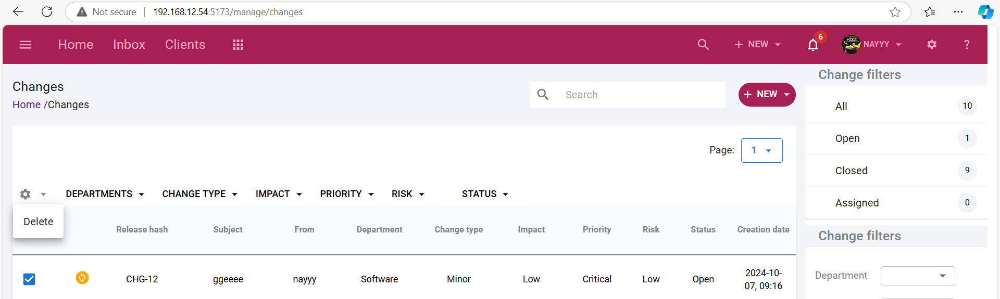 Not secure 192.168.12.54:5173/manage/changes
Home Inbox Clients + NEW 6 NAYYY ?
Changes
Home /Changes
Search
+ NEW
Page: 1
DEPARTMENTS CHANGE TYPE IMPACT PRIORITY RISK STATUS
Delete
Release hash Subject From Department Change type Impact Priority Risk Status Creation date
CHG-12 ggeeee nayyy Software Minor Low Critical Low Open 2024-10-
07, 09:16
Change filters
All 10
Open 1
Closed 9
Assigned 0
Change filters
Department